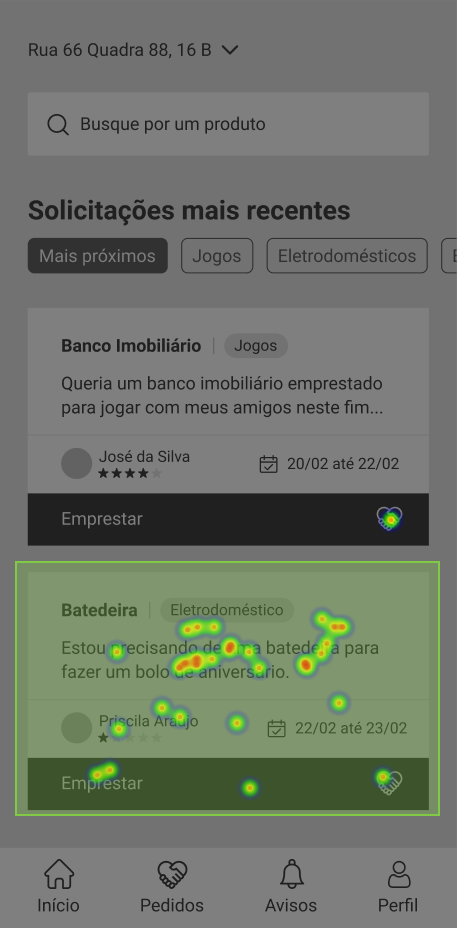 Rua 66 Quadra 88, 16 B
Busque por um produto
Solicitações mais recentes
Mais próximos Jogos Eletrodomésticos
Banco Imobiliário Jogos
Queria um banco imobiliário emprestado
para jogar com meus amigos neste fim...
José da Silva 20/02 até 22/02
Emprestar
Batedeira Eletrodoméstico
Estou precisando de uma batedeira para
fazer um bolo de aniversário.
Priscila Araújo 22/02 até 23/02
Emprestar
Início Pedidos Avisos Perfil